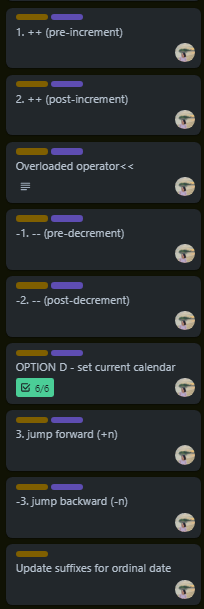 1. ++ (pre-increment)
2. ++ (post-increment)
Overloaded operator<<
-1. -- (pre-decrement)
-2. -- (post-decrement)
OPTION D - set current calendar
6/6
3. jump forward (+n)
-3. jump backward (-n)
Update suffixes for ordinal date